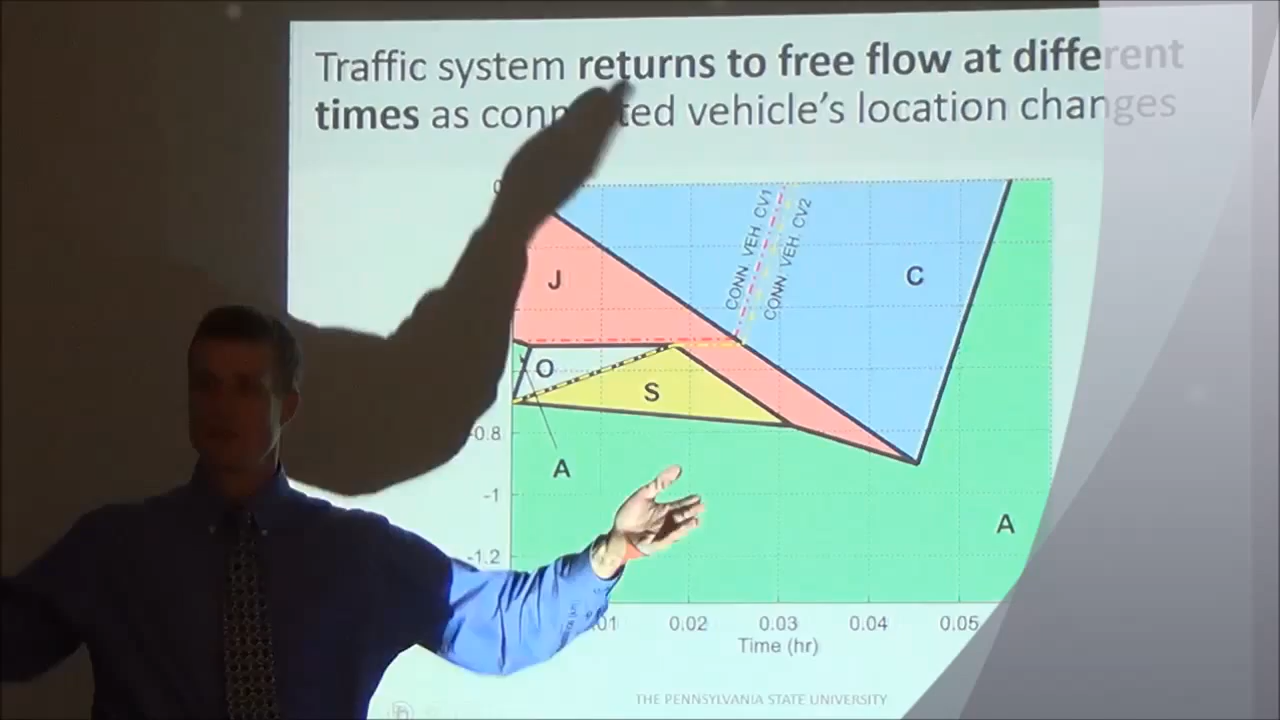 Traffic system returns to free flow at different
times as connected vehicle's location changes
0
J
CONN VEH CV1
CONN VEH CV2
C
O
S
-0.8
A
-1
A
-1.2
.01 0.02 0.03 0.04 0.05
Time (hr)
THE PENNSYLVANIA STATE UNIVERSITY